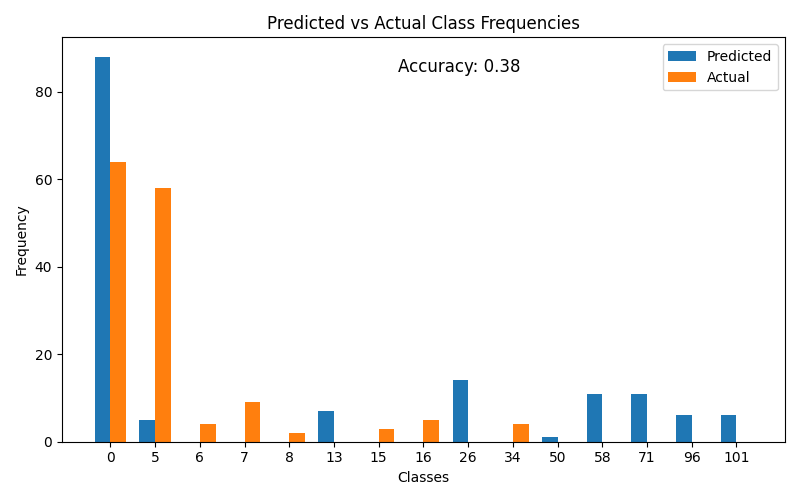 Predicted vs Actual Class Frequencies
Accuracy: 0.38
Predicted
Actual
Frequency
80
60
40
20
0
0 5 6 7 8 13 15 16 26 34 50 58 71 96 101
Classes